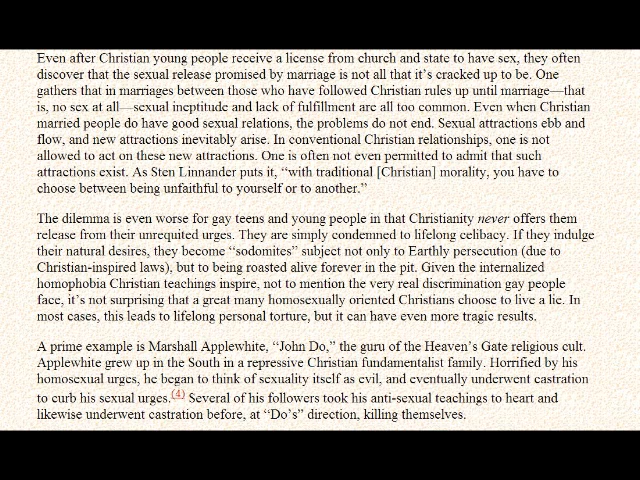 Even after Christian young people receive a license from church and state to have sex, they often
discover that the sexual release promised by marriage is not all that it's cracked up to be. One
gathers that in marriages between those who have followed Christian rules up until marriage—that
is, no sex at all—sexual ineptitude and lack of fulfillment are all too common. Even when Christian
married people do have good sexual relations, the problems do not end. Sexual attractions ebb and
flow, and new attractions inevitably arise. In conventional Christian relationships, one is not
allowed to act on these new attractions. One is often not even permitted to admit that such
attractions exist. As Sten Linnander puts it, “with traditional [Christian] morality, you have to
choose between being unfaithful to yourself or to another.”
The dilemma is even worse for gay teens and young people in that Christianity never offers them
release from their unrequited urges. They are simply condemned to lifelong celibacy. If they indulge
their natural desires, they become “sodomites” subject not only to Earthly persecution (due to
Christian-inspired laws), but to being roasted alive forever in the pit. Given the internalized
homophobia Christian teachings inspire, not to mention the very real discrimination gay people
face, it's not surprising that a great many homosexually oriented Christians choose to live a lie. In
most cases, this leads to lifelong personal torture, but it can have even more tragic results.
A prime example is Marshall Applewhite, “John Do,” the guru of the Heaven's Gate religious cult.
Applewhite grew up in the South in a repressive Christian fundamentalist family. Horrified by his
homosexual urges, he began to think of sexuality itself as evil, and eventually underwent castration
to curb his sexual urges.(4) Several of his followers took his anti-sexual teachings to heart and
likewise underwent castration before, at “Do's” direction, killing themselves.